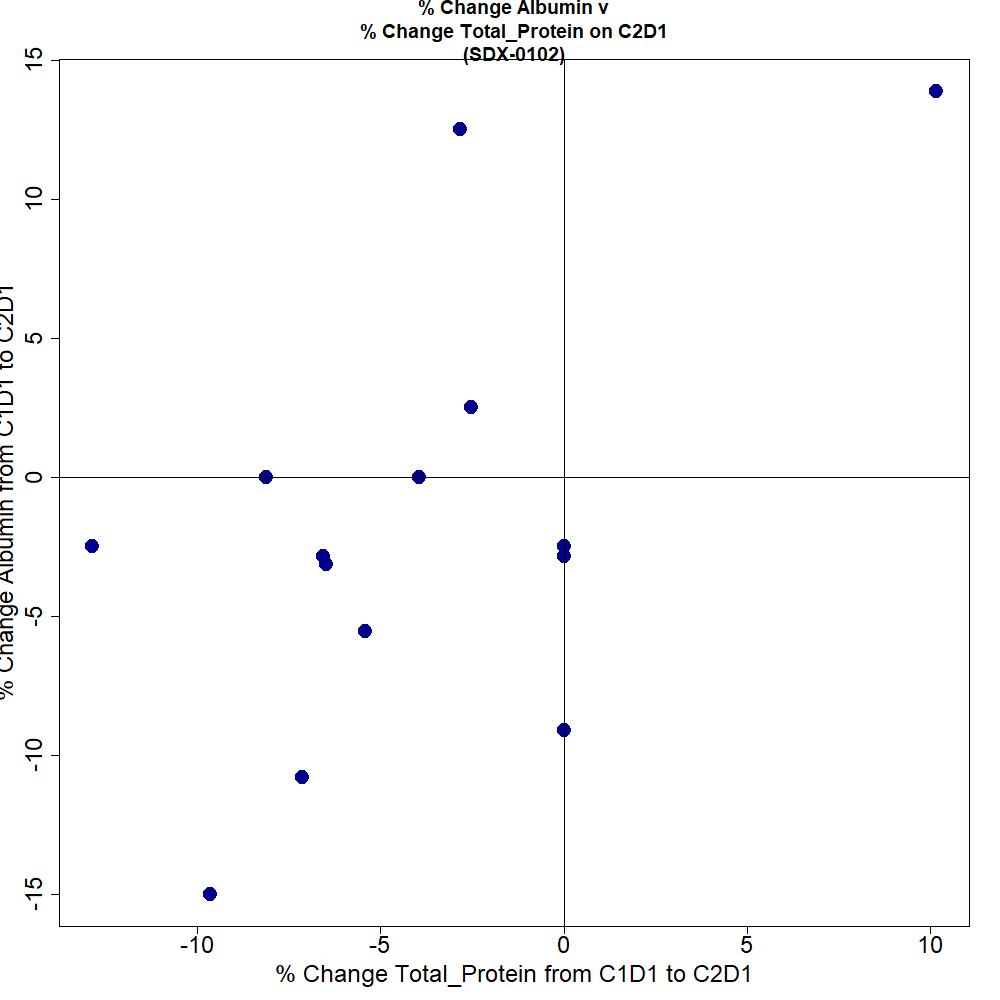 % Change Albumin v
% Change Total_Protein on C2D1
(SDX-0102)
% Change Albumin from C1D1 to C2D1
15
10
5
0
-5
-10
-15
-10
-5
0
5
10
% Change Total_Protein from C1D1 to C2D1